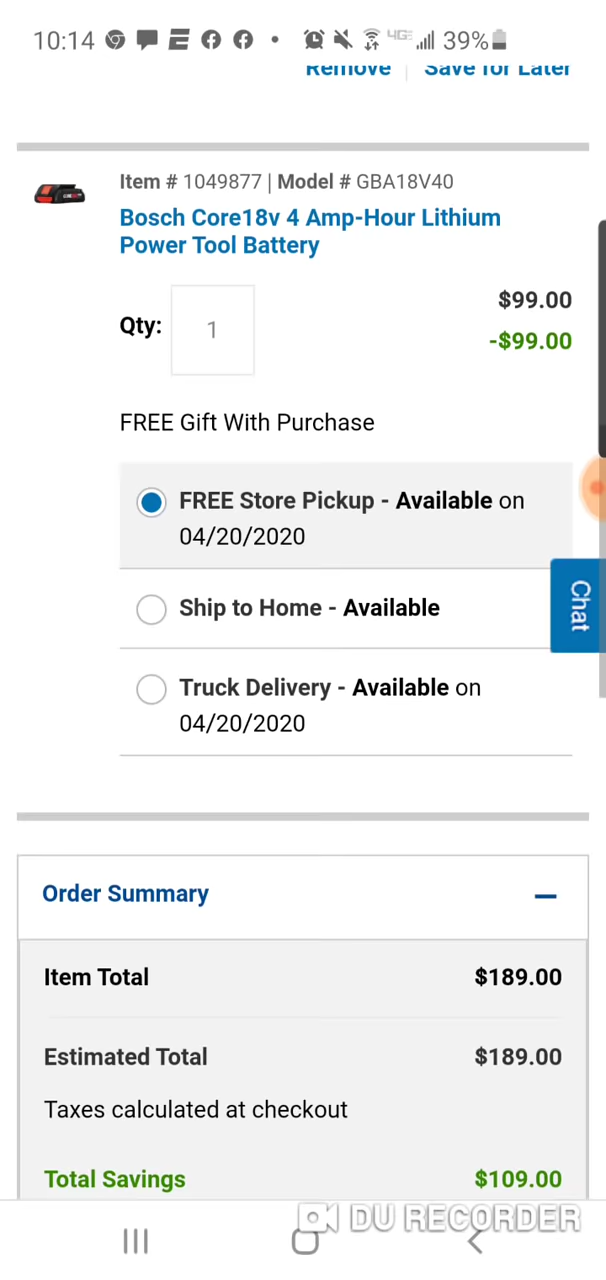 10:14 4GE 39%
Remove | Save for Later
Item # 1049877 | Model # GBA18V40
Bosch Core18v 4 Amp-Hour Lithium
Power Tool Battery
$99.00
Qty: 1
-$99.00
FREE Gift With Purchase
FREE Store Pickup - Available on
04/20/2020
Ship to Home - Available
Chat
Truck Delivery - Available on
04/20/2020
Order Summary
Item Total $189.00
Estimated Total $189.00
Taxes calculated at checkout
Total Savings $109.00
DU RECORDER